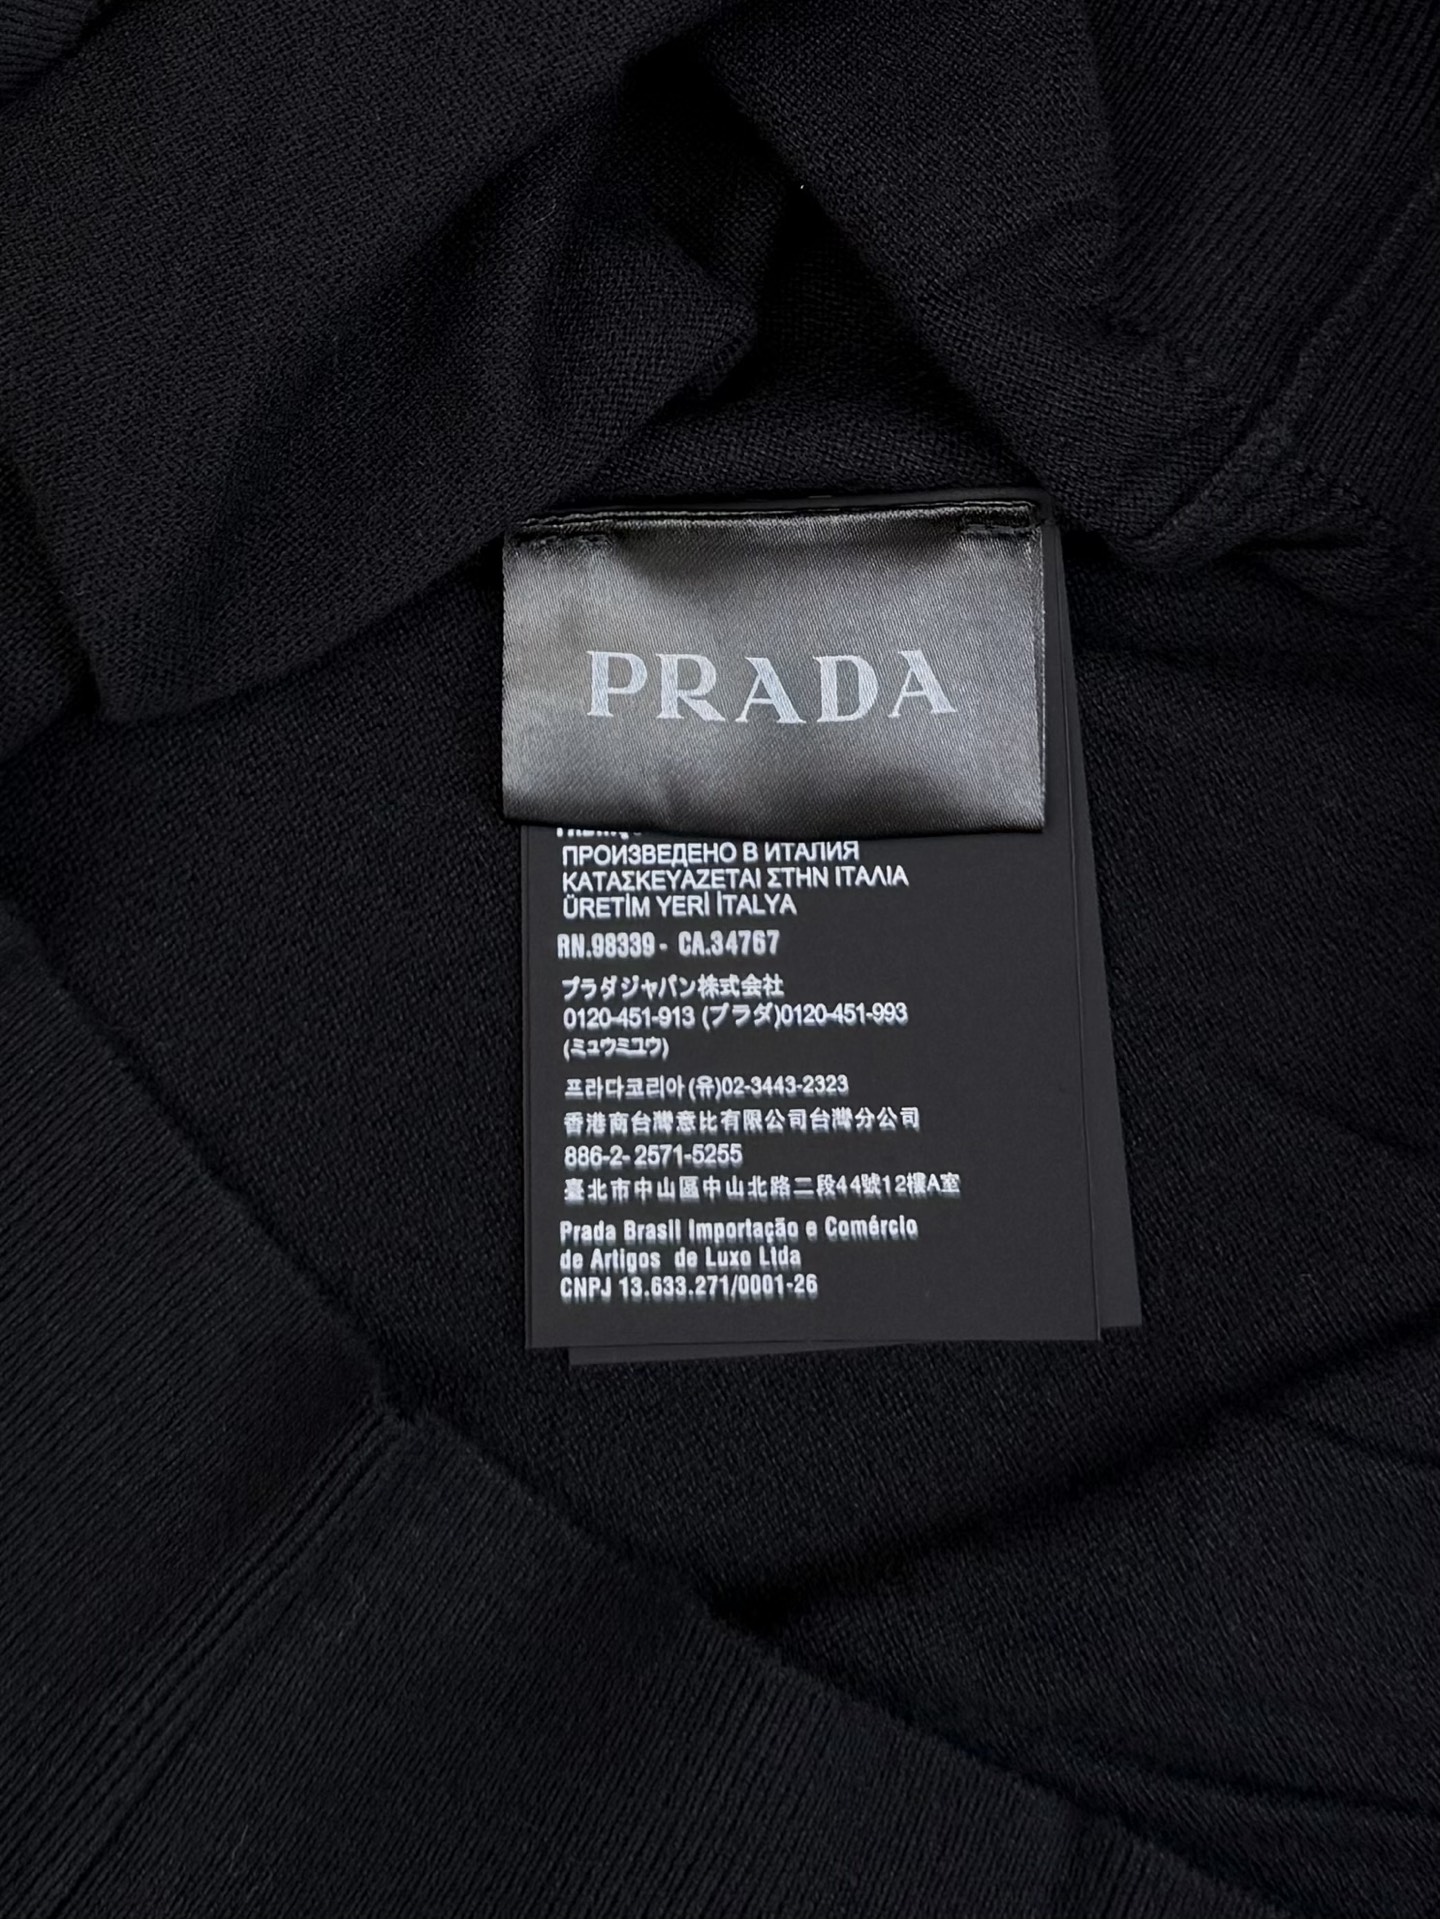 PRADA
ПРОИЗВЕДЕНО В ИТАЛИЯ
ΚΑΤΑΣΚΕΥΑΖΕΤΑΙ ΣΤΗΝ ΙΤΑΛΙΑ
ÜRETİM YERİ İTALYA
RN.98339- CA.34767
プラダジャパン株式会社
0120-451-913 (プラダ)0120-451-993
(ミュウミュウ)
프라다코리아(유)02-3443-2323
香港商台灣意比有限公司台灣分公司
886-2- 2571-5255
臺北市中山區中山北路二段44號12樓A室
Prada Brasil Importação e Comércio
de Artigos de Luxo Ltda
CNPJ 13.633.271/0001-26